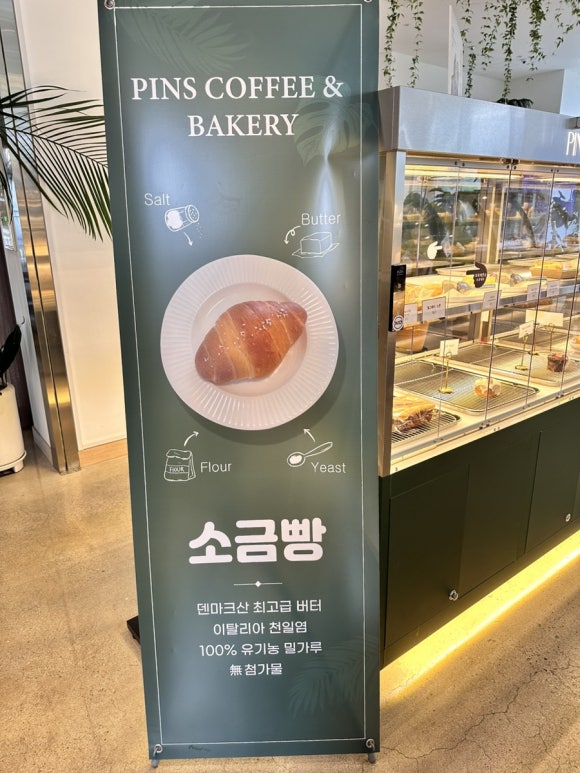 PINS COFFEE &
BAKERY
Salt
Butter
FLOUR
Flour
Yeast
소금빵
덴마크산 최고급 버터
이탈리아 천일염
100% 유기농 밀가루
無첨가물